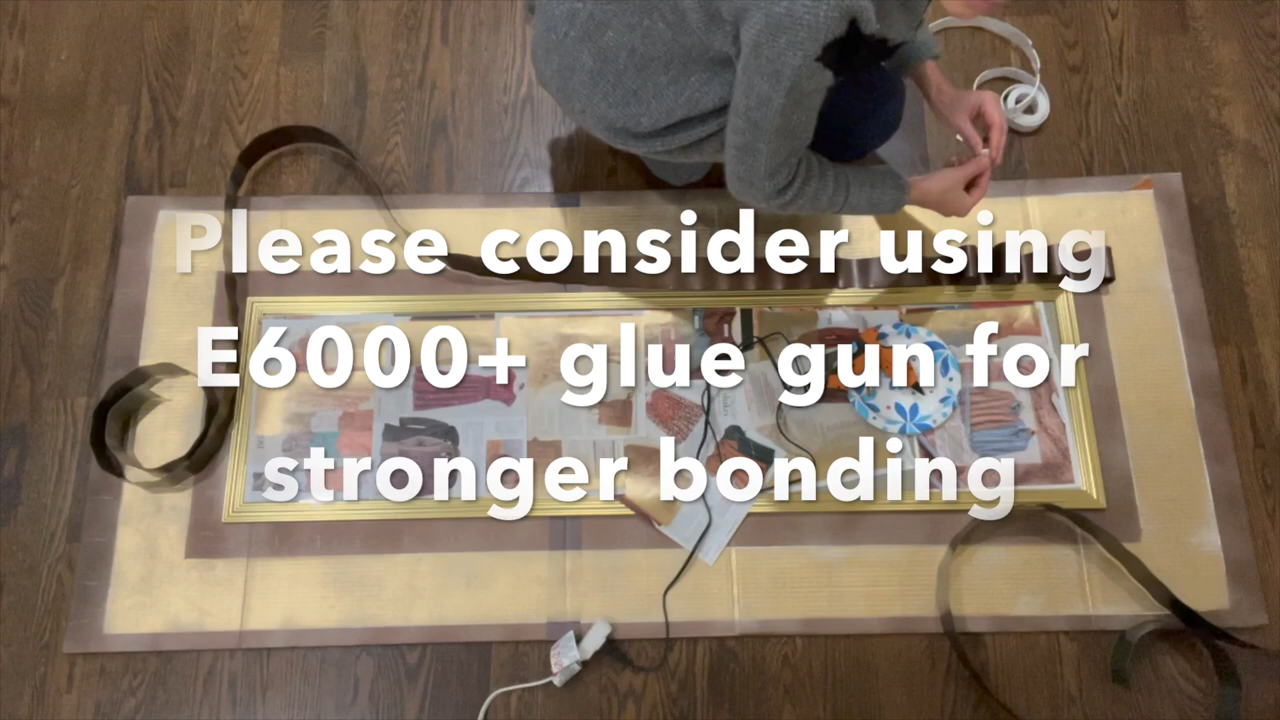 Please consider using
E6000+ glue gun for
stronger bonding